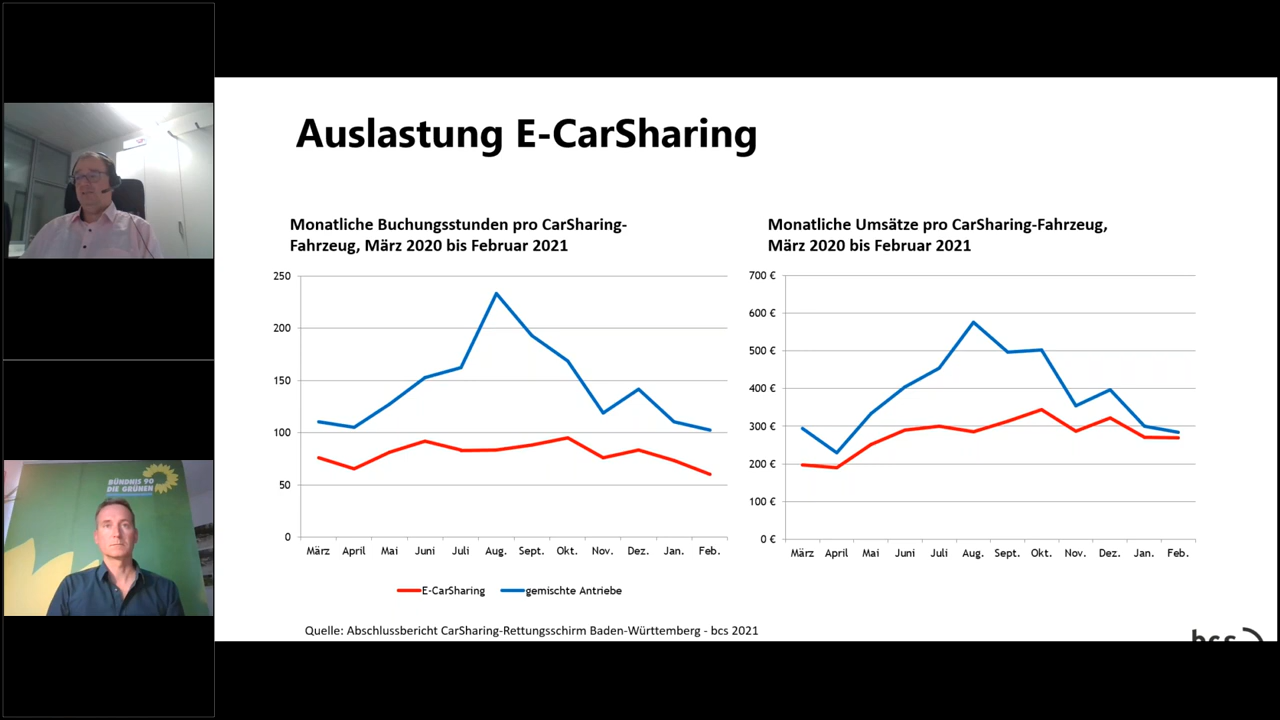 Auslastung E-CarSharing
Monatliche Buchungsstunden pro CarSharing-
Fahrzeug, März 2020 bis Februar 2021
250
200
150
100
50
0
März April Mai Juni Juli Aug. Sept. Okt. Nov. Dez. Jan. Feb.
E-CarSharing gemischte Antriebe
Monatliche Umsätze pro CarSharing-Fahrzeug,
März 2020 bis Februar 2021
700 €
600 €
500 €
400 €
300 €
200 €
100 €
0 €
März April Mai Juni Juli Aug. Sept. Okt. Nov. Dez. Jan. Feb.
Quelle: Abschlussbericht CarSharing-Rettungsschirm Baden-Württemberg - bcs 2021
bcs
BÜNDNIS 90
DIE GRÜNEN